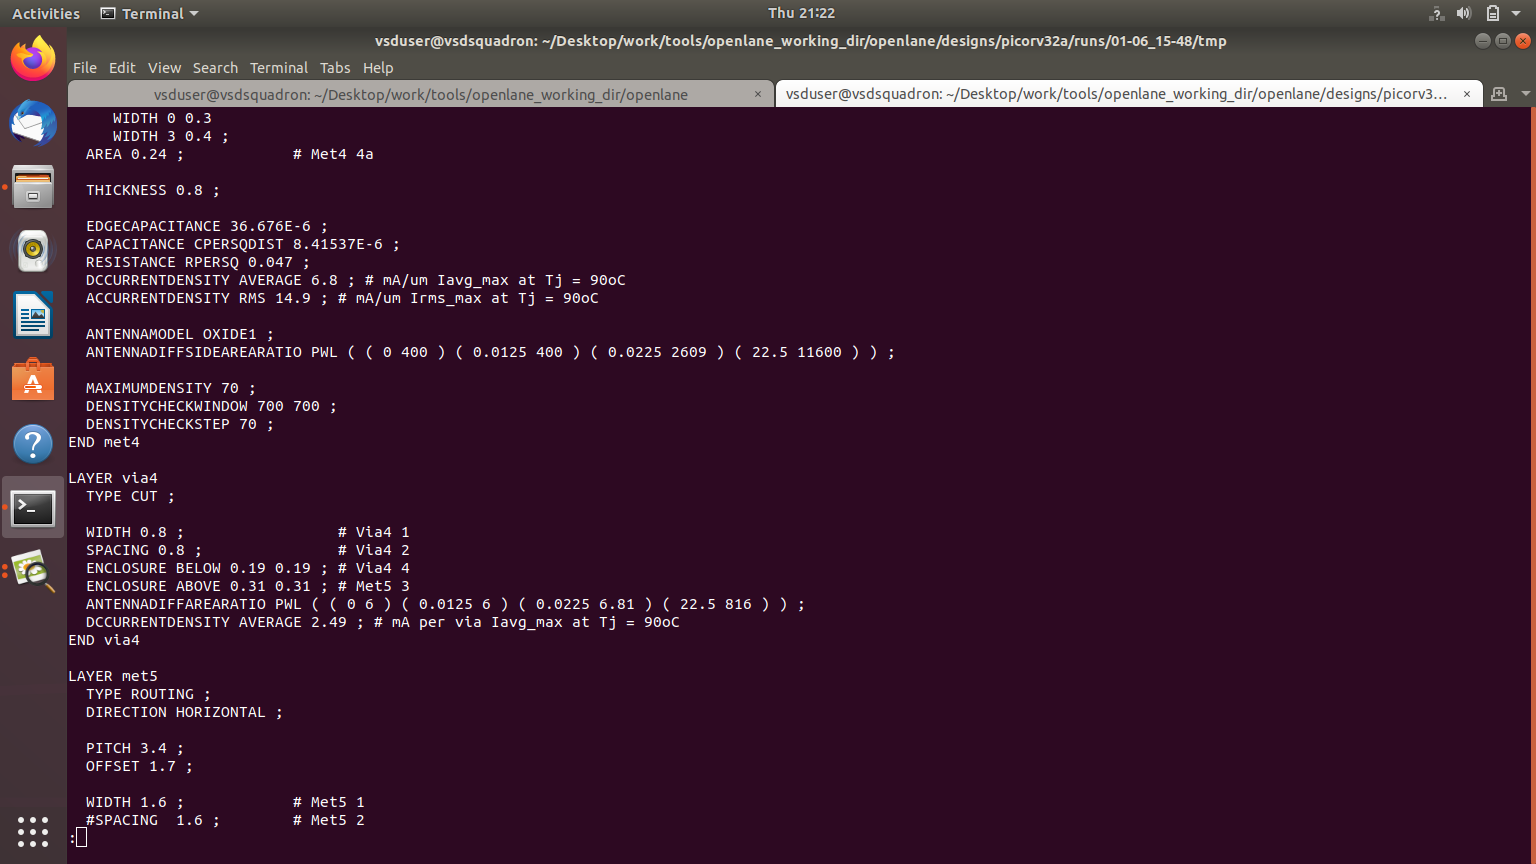 Activities Terminal Thu 21:22
vsduser@vsdsquadron: ~/Desktop/work/tools/openlane_working_dir/openlane/designs/picorv32a/runs/01-06_15-48/tmp
File Edit View Search Terminal Tabs Help
vsduser@vsdsquadron: ~/Desktop/work/tools/openlane_working_dir/openlane × vsduser@vsdsquadron: ~/Desktop/work/tools/openlane_working_dir/openlane/designs/picorv3... ×
     WIDTH 0 0.3
     WIDTH 3 0.4 ;
  AREA 0.24 ;            # Met4 4a
  THICKNESS 0.8 ;
  EDGECAPACITANCE 36.676E-6 ;
  CAPACITANCE CPERSQDIST 8.41537E-6 ;
  RESISTANCE RPERSQ 0.047 ;
  DCCURRENTDENSITY AVERAGE 6.8 ; # mA/um Iavg_max at Tj = 90oC
  ACCURRENTDENSITY RMS 14.9 ; # mA/um Irms_max at Tj = 90oC
  ANTENNAMODEL OXIDE1 ;
  ANTENNADIFFSIDEAREARATIO PWL ( ( 0 400 ) ( 0.0125 400 ) ( 0.0225 2609 ) ( 22.5 11600 ) ) ;
  MAXIMUMDENSITY 70 ;
  DENSITYCHECKWINDOW 700 700 ;
  DENSITYCHECKSTEP 70 ;
END met4
LAYER via4
  TYPE CUT ;
  WIDTH 0.8 ;                 # Via4 1
  SPACING 0.8 ;               # Via4 2
  ENCLOSURE BELOW 0.19 0.19 ; # Via4 4
  ENCLOSURE ABOVE 0.31 0.31 ; # Met5 3
  ANTENNADIFFAREARATIO PWL ( ( 0 6 ) ( 0.0125 6 ) ( 0.0225 6.81 ) ( 22.5 816 ) ) ;
  DCCURRENTDENSITY AVERAGE 2.49 ; # mA per via Iavg_max at Tj = 90oC
END via4
LAYER met5
  TYPE ROUTING ;
  DIRECTION HORIZONTAL ;
  PITCH 3.4 ;
  OFFSET 1.7 ;
  WIDTH 1.6 ;            # Met5 1
  #SPACING  1.6 ;        # Met5 2
: